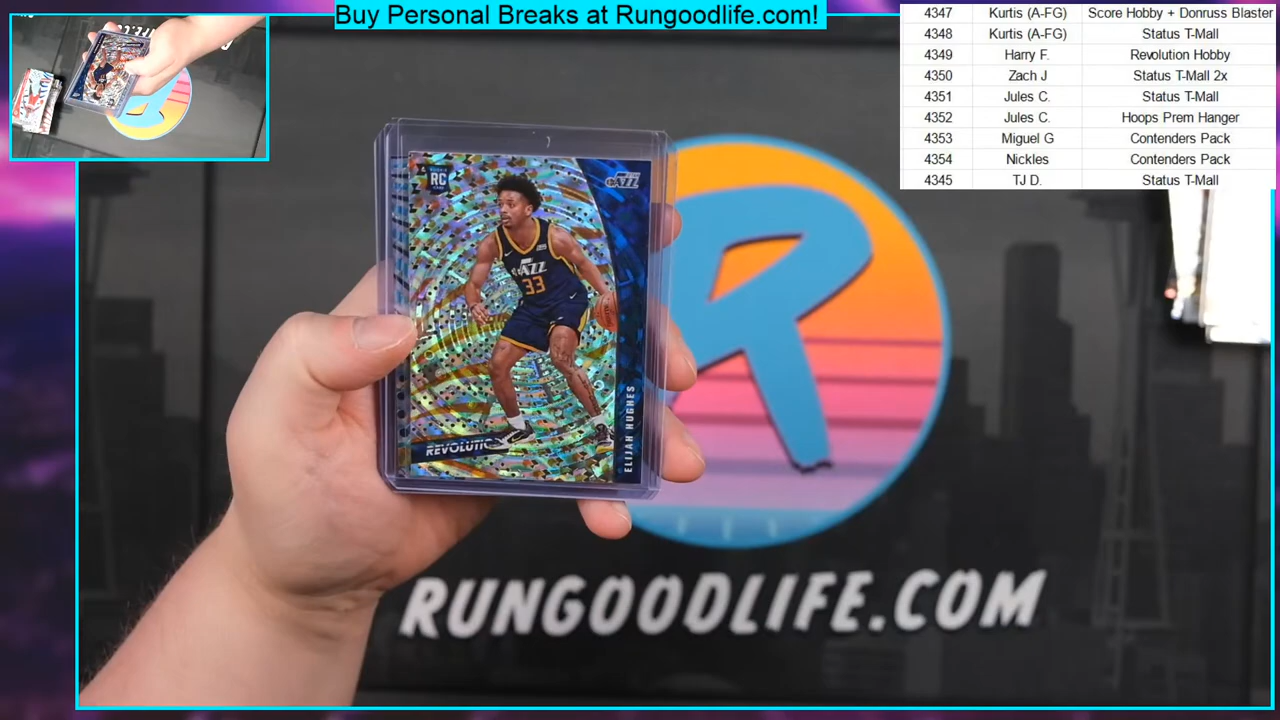 Buy Personal Breaks at Rungoodlife.com!
4347 Kurtis (A-FG) Score Hobby + Donruss Blaster
4348 Kurtis (A-FG) Status T-Mall
4349 Harry F. Revolution Hobby
4350 Zach J Status T-Mall 2x
4351 Jules C. Status T-Mall
4352 Jules C. Hoops Prem Hanger
4353 Miguel G Contenders Pack
4354 Nickles Contenders Pack
4345 TJ D. Status T-Mall
RC
JAZZ
JAZZ
33
REVOLUTIO
ELIJAH HUGHES
R
RUNGOODLIFE.COM